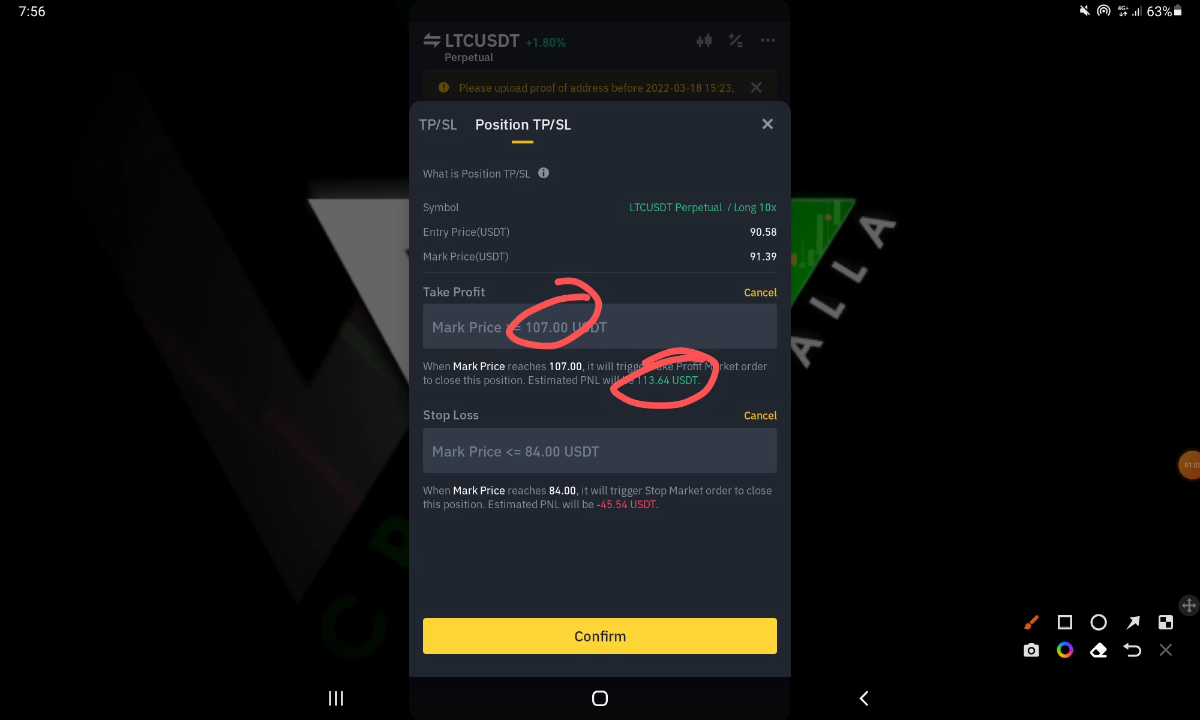 7:56
4G+
63%
LTCUSDT +1.80%
Perpetual
Please upload proof of address before 2022-03-18 15:23,
TP/SL Position TP/SL
What is Position TP/SL
Symbol LTCUSDT Perpetual / Long 10x
Entry Price(USDT) 90.58
Mark Price(USDT) 91.39
Take Profit Cancel
Mark Price >= 107.00 USDT
When Mark Price reaches 107.00, it will trigger Take Profit Market order
to close this position. Estimated PNL will be 113.64 USDT.
Stop Loss Cancel
Mark Price <= 84.00 USDT
When Mark Price reaches 84.00, it will trigger Stop Market order to close
this position. Estimated PNL will be -45.54 USDT.
Confirm
ALLA